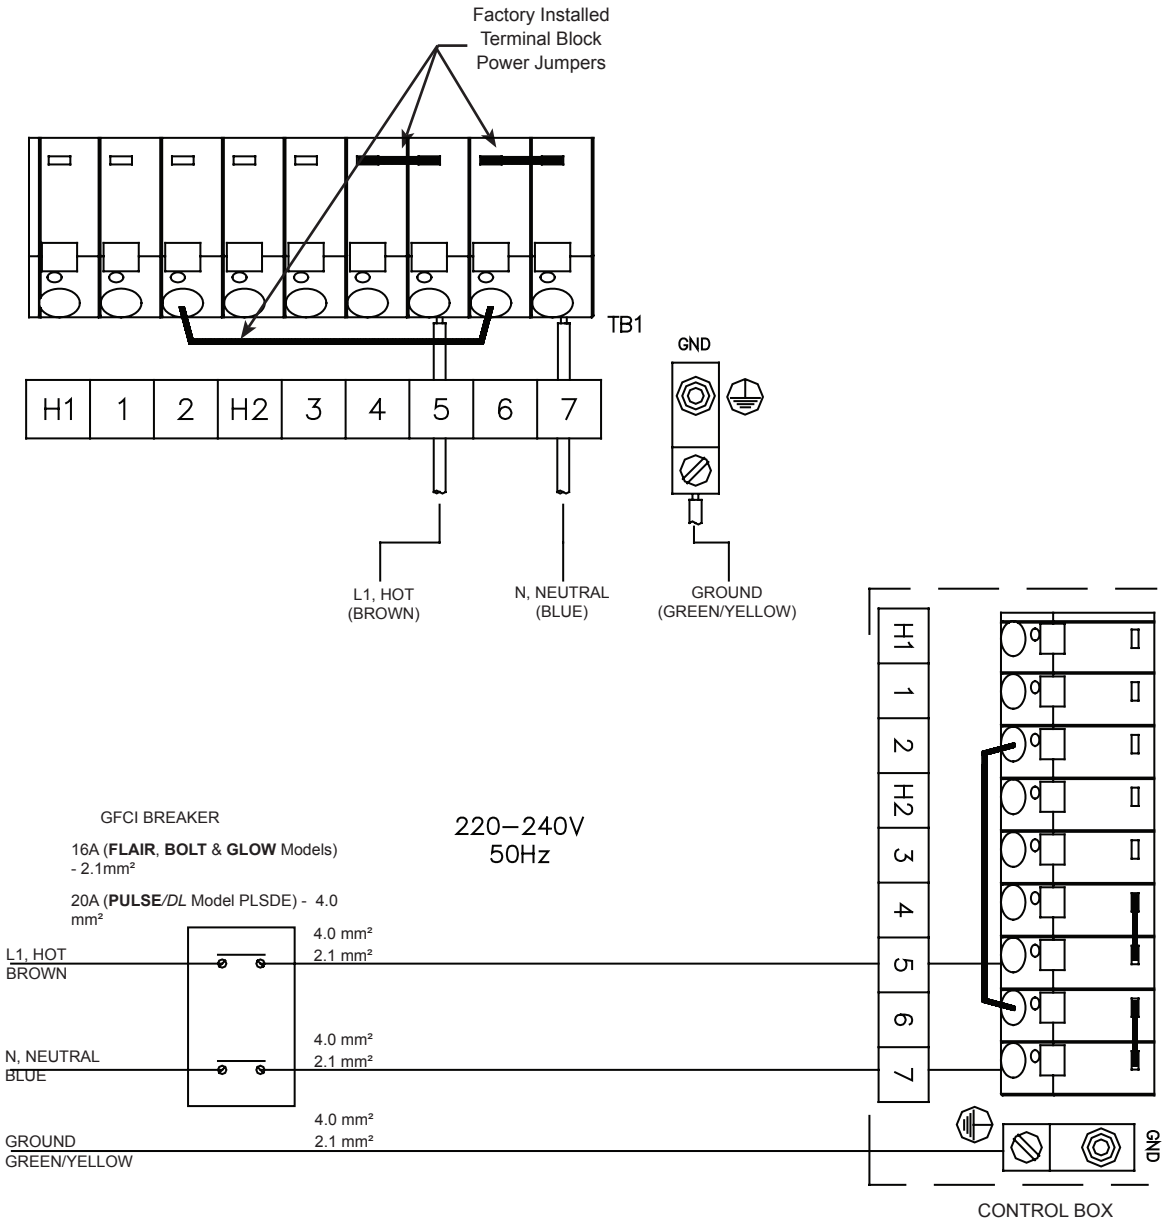 Factory Installed
Terminal Block
Power Jumpers
TB1
GND
H1 1 2 H2 3 4 5 6 7
L1, HOT
(BROWN)
N, NEUTRAL
(BLUE)
GROUND
(GREEN/YELLOW)
H1
1
2
H2
3
4
5
6
7
GFCI BREAKER
16A (FLAIR, BOLT & GLOW Models)
- 2.1mm²
20A (PULSE/DL Model PLSDE) - 4.0
mm²
220–240V
50Hz
L1, HOT
BROWN
4.0 mm²
2.1 mm²
N, NEUTRAL
BLUE
4.0 mm²
2.1 mm²
GROUND
GREEN/YELLOW
4.0 mm²
2.1 mm²
GND
CONTROL BOX